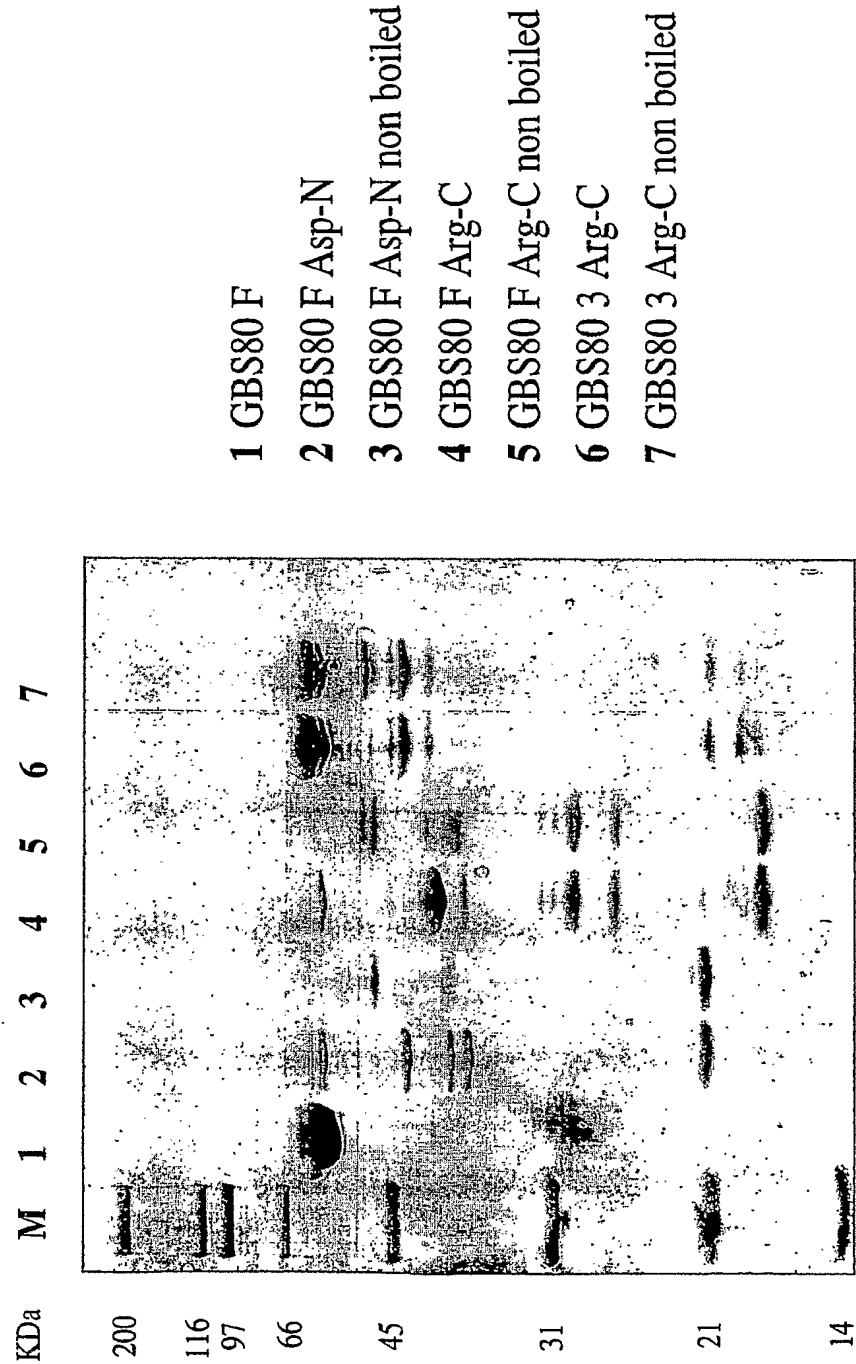 KDa
M 1 2 3 4 5 6 7
200
116
97
66
45
31
21
14
1 GBS80 F
2 GBS80 F Asp-N
3 GBS80 F Asp-N non boiled
4 GBS80 F Arg-C
5 GBS80 F Arg-C non boiled
6 GBS80 3 Arg-C
7 GBS80 3 Arg-C non boiled